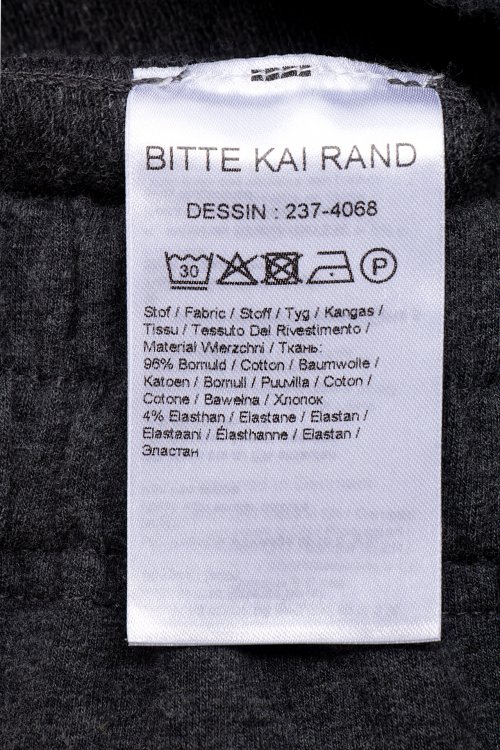 BITTE KAI RAND
DESSIN : 237-4068
30 P
Stof / Fabric / Stoff / Tyg / Kangas /
Tissu / Tessuto Del Rivestimento /
Material Wierzchni / Ткань:
96% Bomuld / Cotton / Baumwolle /
Katoen / Bomull / Puuvilla / Coton /
Cotone / Bawełna / Хлопок
4% Elasthan / Elastane / Elastan /
Elastaani / Élasthanne / Elastan /
Эластан